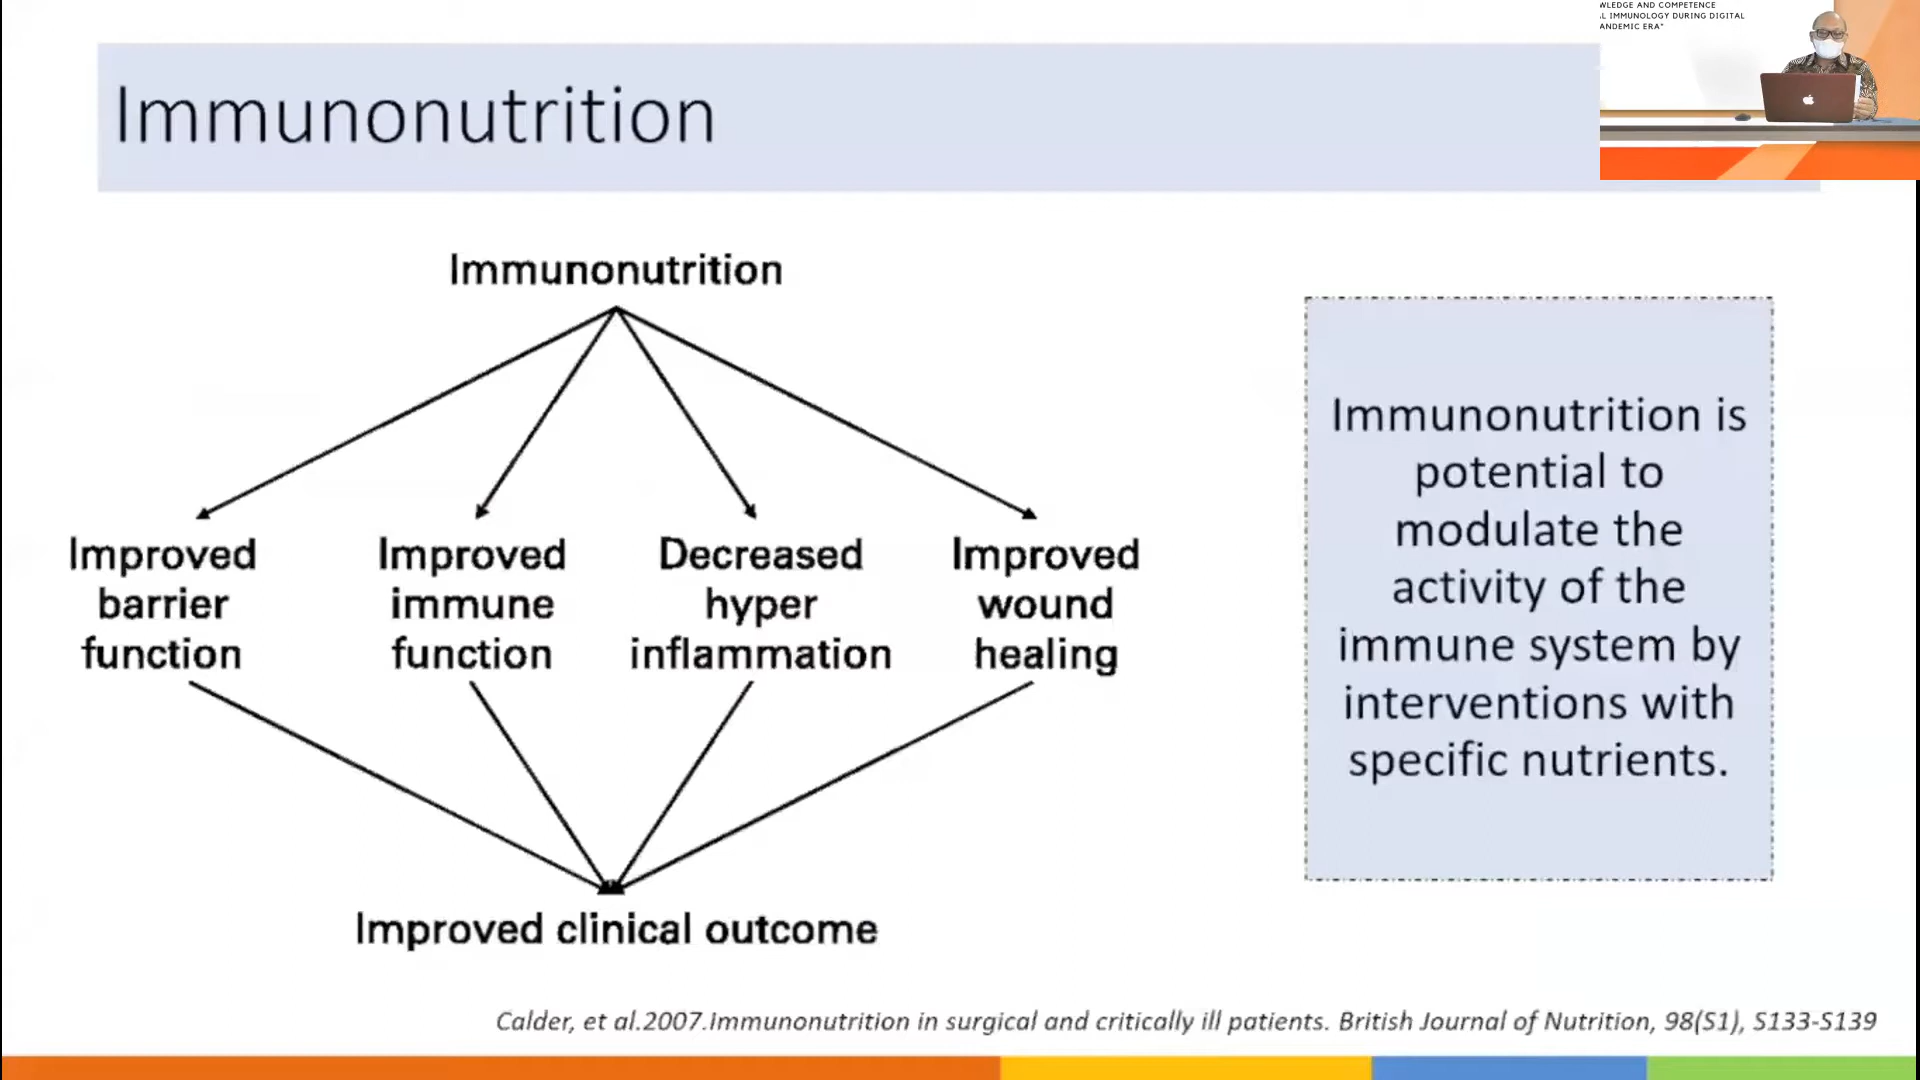 WLEDGE AND COMPETENCE
L IMMUNOLOGY DURING DIGITAL
ANDEMIC ERA"
Immunonutrition
Immunonutrition
Improved
barrier
function
Improved
immune
function
Decreased
hyper
inflammation
Improved
wound
healing
Improved clinical outcome
Immunonutrition is
potential to
modulate the
activity of the
immune system by
interventions with
specific nutrients.
Calder, et al.2007.Immunonutrition in surgical and critically ill patients. British Journal of Nutrition, 98(S1), S133-S139